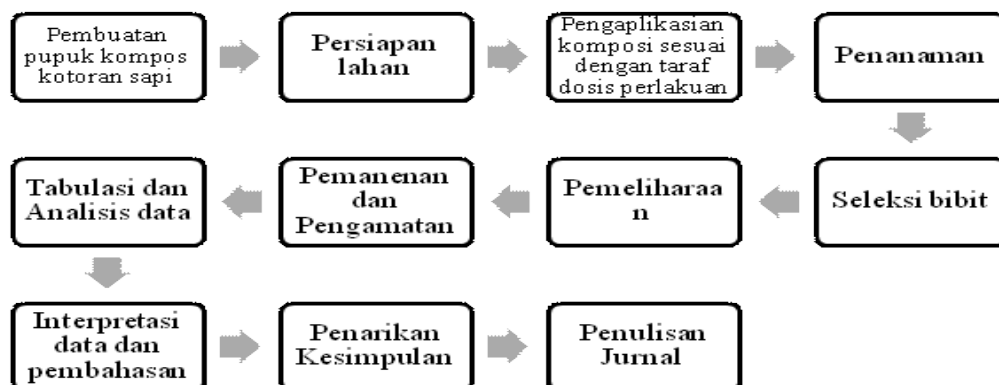 Pembuatan
pupuk kompos
kotoran sapi
Persiapan
lahan
Pengaplikasian
komposi sesuai
dengan taraf
dosis perlakuan
Penanaman
Seleksi bibit
Pemeliharaa
n
Pemanenan
dan
Pengamatan
Tabulasi dan
Analisis data
Interpretasi
data dan
pembahasan
Penarikan
Kesimpulan
Penulisan
Jurnal